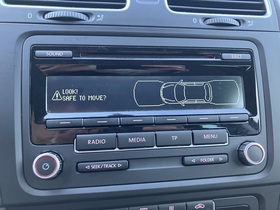 SOUND
LOOK!
SAFE TO MOVE?
RADIO
MEDIA
TP
MENU
SEEK / TRACK
FOLDER